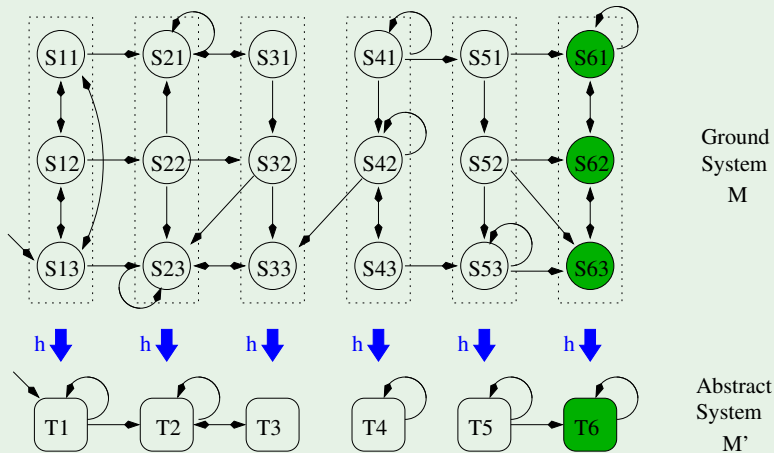 S11 S21 S31 S41 S51 S61
S12 S22 S32 S42 S52 S62
Ground
System
M
S13 S23 S33 S43 S53 S63
h h h h h h
T1 T2 T3 T4 T5 T6
Abstract
System
M'